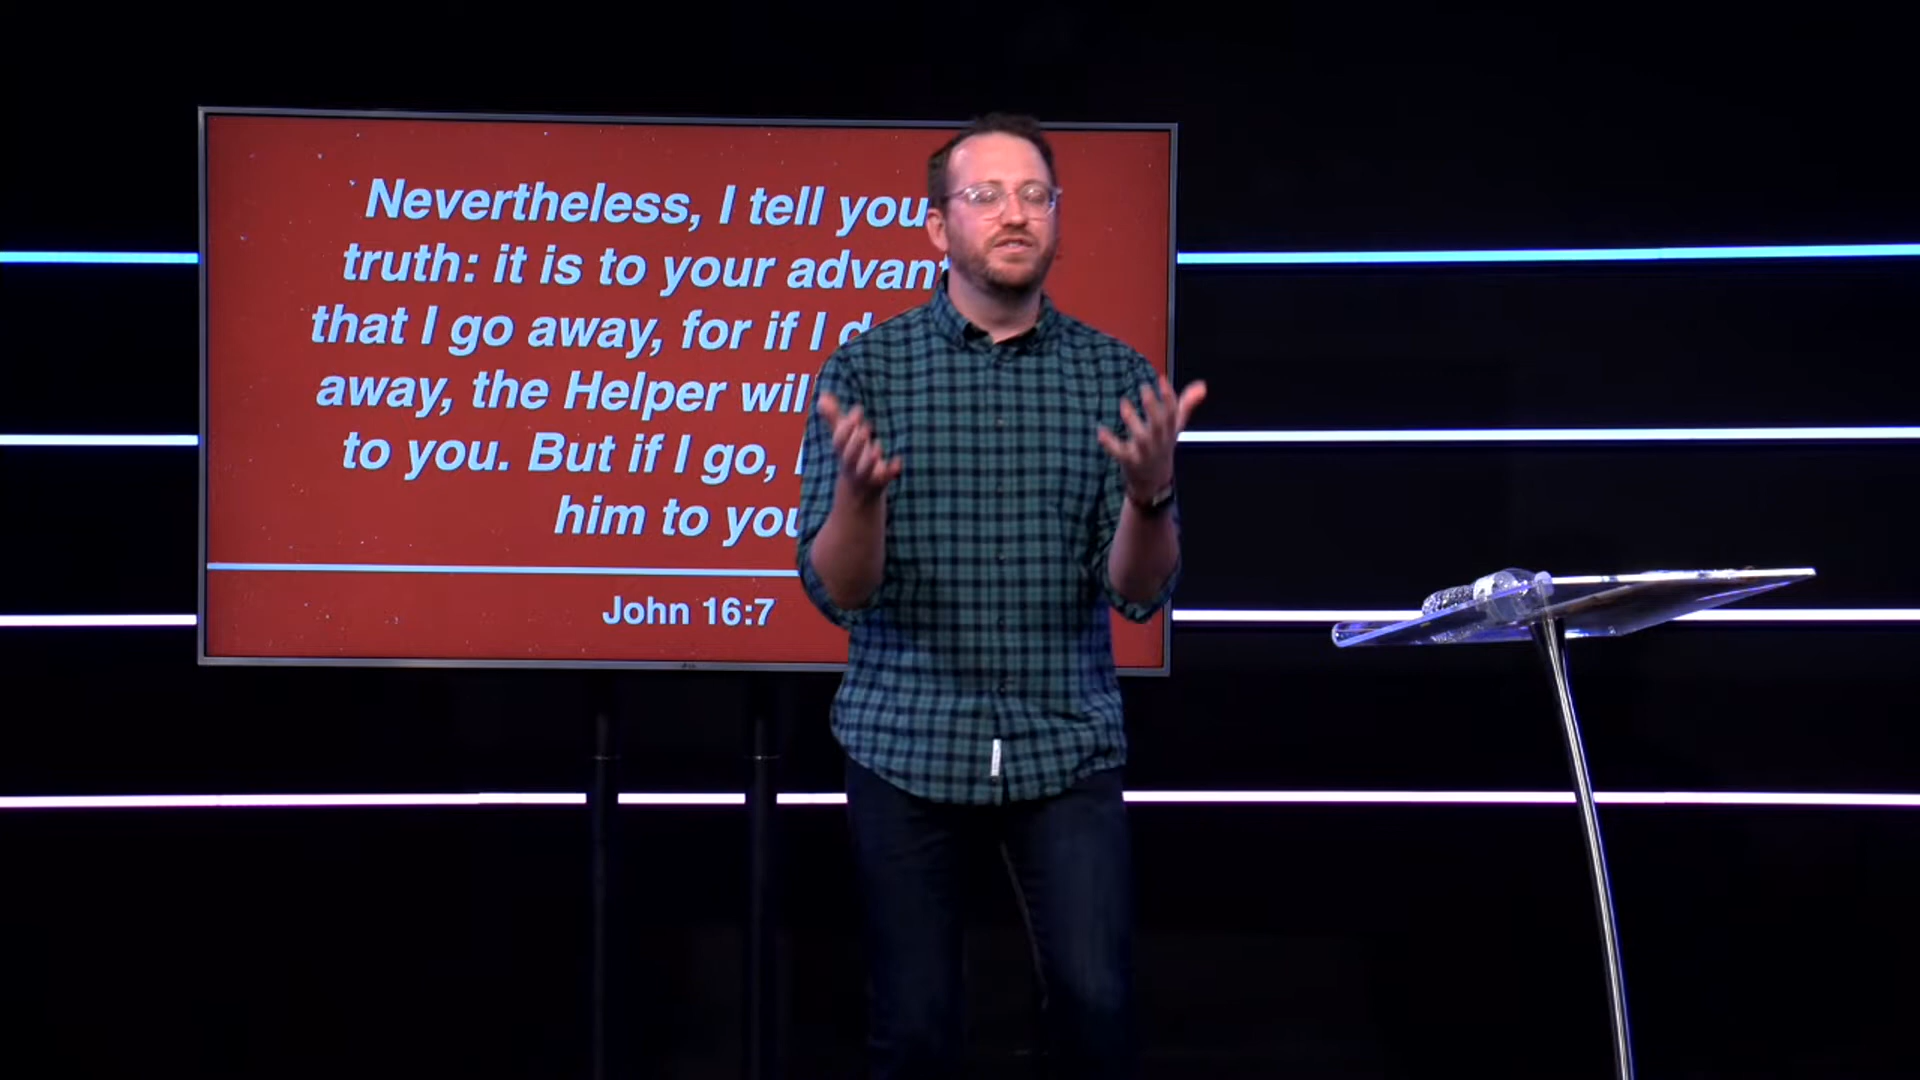 Nevertheless, I tell you
truth: it is to your advant
that I go away, for if I d
away, the Helper wil
to you. But if I go, I
him to you
John 16:7